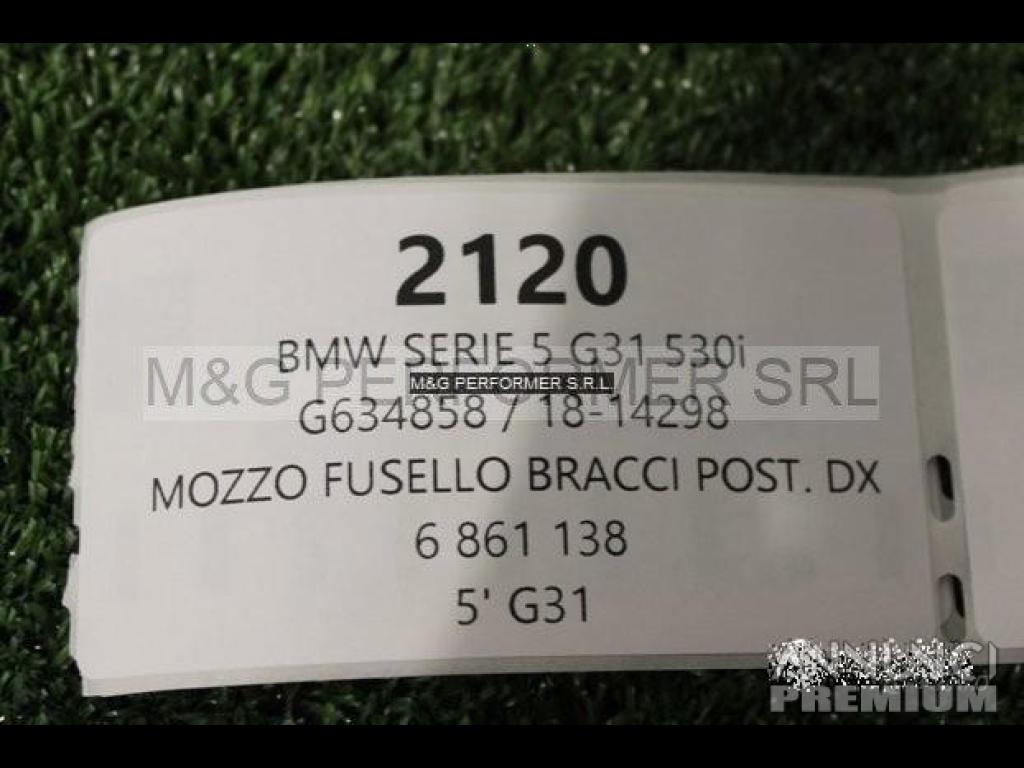 2120
BMW SERIE 5 G31 530i
M&G PERFORMER SRL
M&G PERFORMER S.R.L.
G634858 / 18-14298
MOZZO FUSELLO BRACCI POST. DX
6 861 138
5' G31
ANNUNCI
PREMIUM